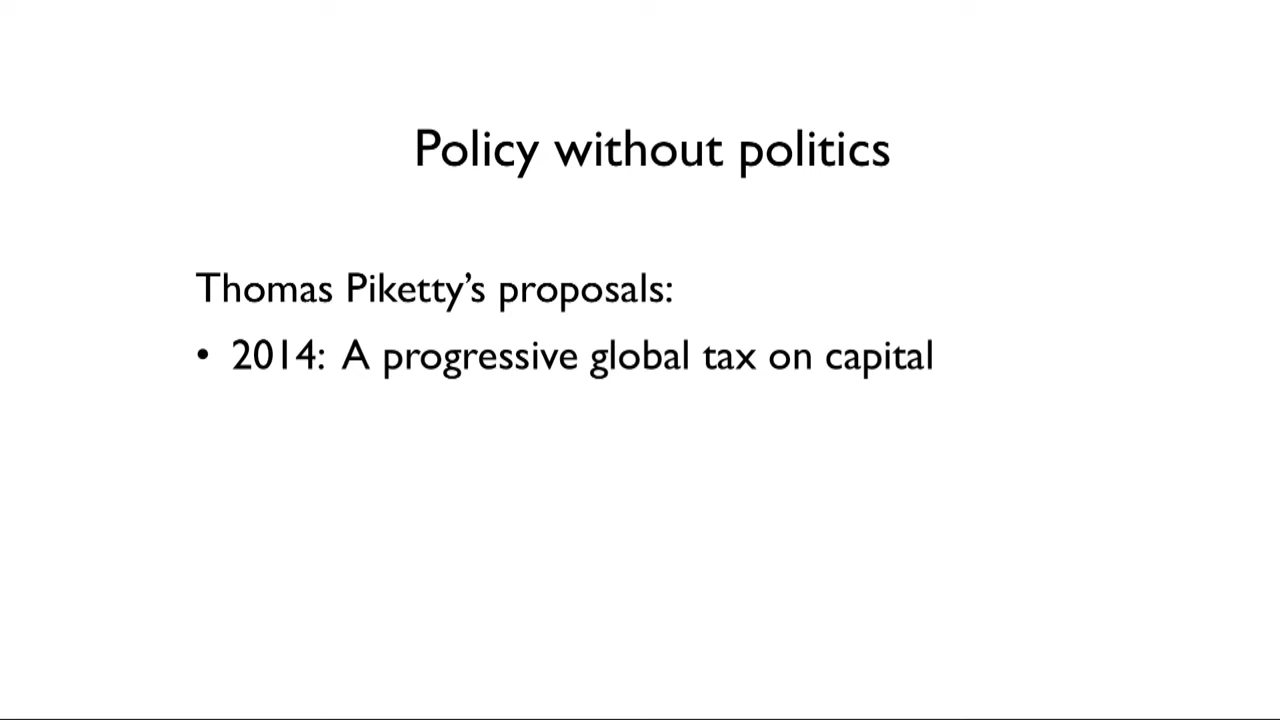 Policy without politics
Thomas Piketty’s proposals:
• 2014: A progressive global tax on capital